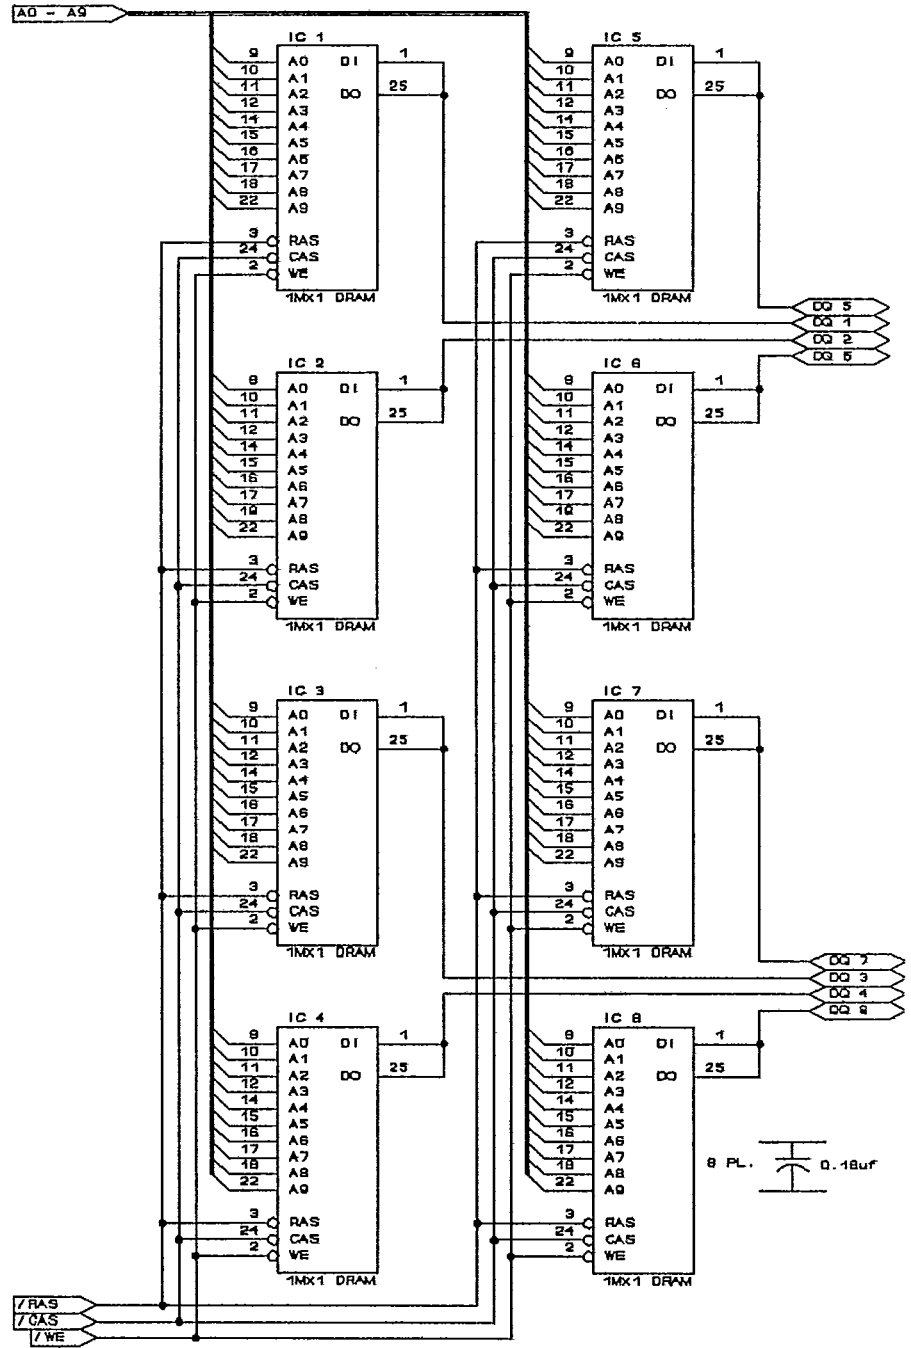 A0 - A9
IC 1
9 A0 DI 1
10 A1
11 A2 DO 25
12 A3
14 A4
15 A5
16 A6
17 A7
18 A8
22 A9
3 RAS
24 CAS
2 WE
1MX1 DRAM
IC 5
9 A0 DI 1
10 A1
11 A2 DO 25
12 A3
14 A4
15 A5
16 A6
17 A7
18 A8
22 A9
3 RAS
24 CAS
2 WE
1MX1 DRAM
DQ 5
DQ 1
DQ 2
DQ 6
IC 2
9 A0 DI 1
10 A1
11 A2 DO 25
12 A3
14 A4
15 A5
16 A6
17 A7
18 A8
22 A9
3 RAS
24 CAS
2 WE
1MX1 DRAM
IC 6
9 A0 DI 1
10 A1
11 A2 DO 25
12 A3
14 A4
15 A5
16 A6
17 A7
18 A8
22 A9
3 RAS
24 CAS
2 WE
1MX1 DRAM
IC 3
9 A0 DI 1
10 A1
11 A2 DO 25
12 A3
14 A4
15 A5
16 A6
17 A7
18 A8
22 A9
3 RAS
24 CAS
2 WE
1MX1 DRAM
IC 7
9 A0 DI 1
10 A1
11 A2 DO 25
12 A3
14 A4
15 A5
16 A6
17 A7
18 A8
22 A9
3 RAS
24 CAS
2 WE
1MX1 DRAM
DQ 7
DQ 3
DQ 4
DQ 8
IC 4
9 A0 DI 1
10 A1
11 A2 DO 25
12 A3
14 A4
15 A5
16 A6
17 A7
18 A8
22 A9
3 RAS
24 CAS
2 WE
1MX1 DRAM
IC 8
9 A0 DI 1
10 A1
11 A2 DO 25
12 A3
14 A4
15 A5
16 A6
17 A7
18 A8
22 A9
3 RAS
24 CAS
2 WE
1MX1 DRAM
8 PL. 0.18uf
/RAS
/CAS
/WE